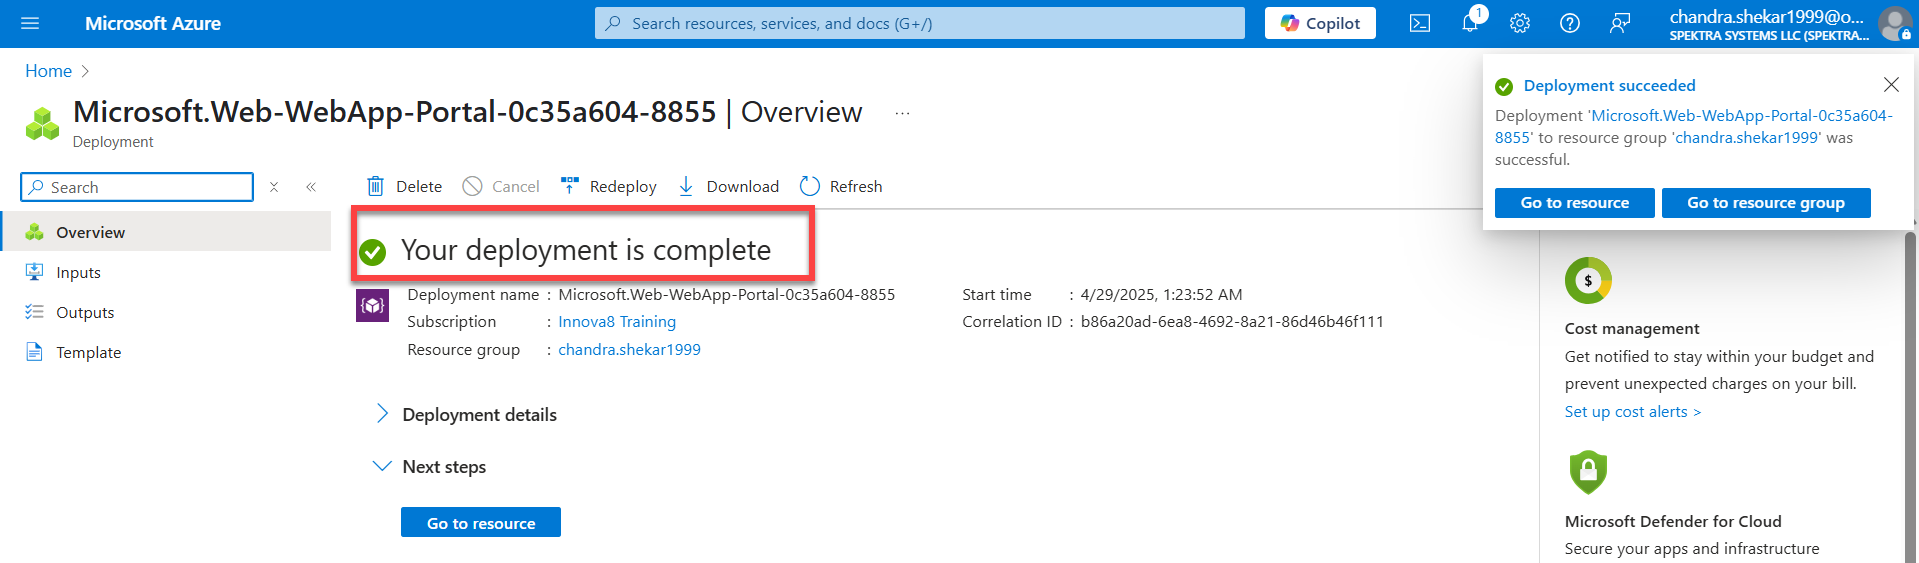 Microsoft Azure
Search resources, services, and docs (G+/)
Copilot
1
chandra.shekar1999@o...
SPEKTRA SYSTEMS LLC (SPEKTRA...
Home
Microsoft.Web-WebApp-Portal-0c35a604-8855 | Overview
...
Deployment
Search
Overview
Inputs
Outputs
Template
Delete
Cancel
Redeploy
Download
Refresh
Your deployment is complete
Deployment name : Microsoft.Web-WebApp-Portal-0c35a604-8855
Subscription : Innova8 Training
Resource group : chandra.shekar1999
Start time : 4/29/2025, 1:23:52 AM
Correlation ID : b86a20ad-6ea8-4692-8a21-86d46b46f111
Deployment details
Next steps
Go to resource
Deployment succeeded
Deployment 'Microsoft.Web-WebApp-Portal-0c35a604-
8855' to resource group 'chandra.shekar1999' was
successful.
Go to resource
Go to resource group
$
Cost management
Get notified to stay within your budget and
prevent unexpected charges on your bill.
Set up cost alerts >
Microsoft Defender for Cloud
Secure your apps and infrastructure